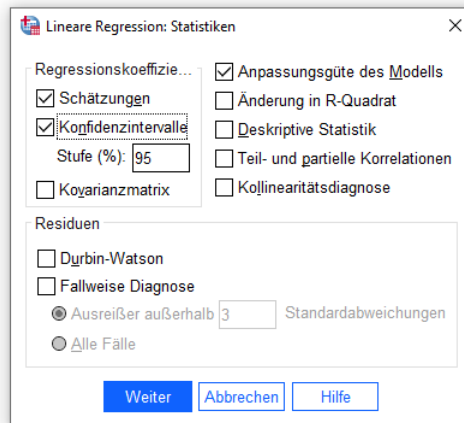 Lineare Regression: Statistiken
Regressionskoeffizie...
Schätzungen
Konfidenzintervalle
Stufe (%): 95
Kovarianzmatrix
Anpassungsgüte des Modells
Änderung in R-Quadrat
Deskriptive Statistik
Teil- und partielle Korrelationen
Kollinearitätsdiagnose
Residuen
Durbin-Watson
Fallweise Diagnose
Ausreißer außerhalb 3 Standardabweichungen
Alle Fälle
Weiter Abbrechen Hilfe